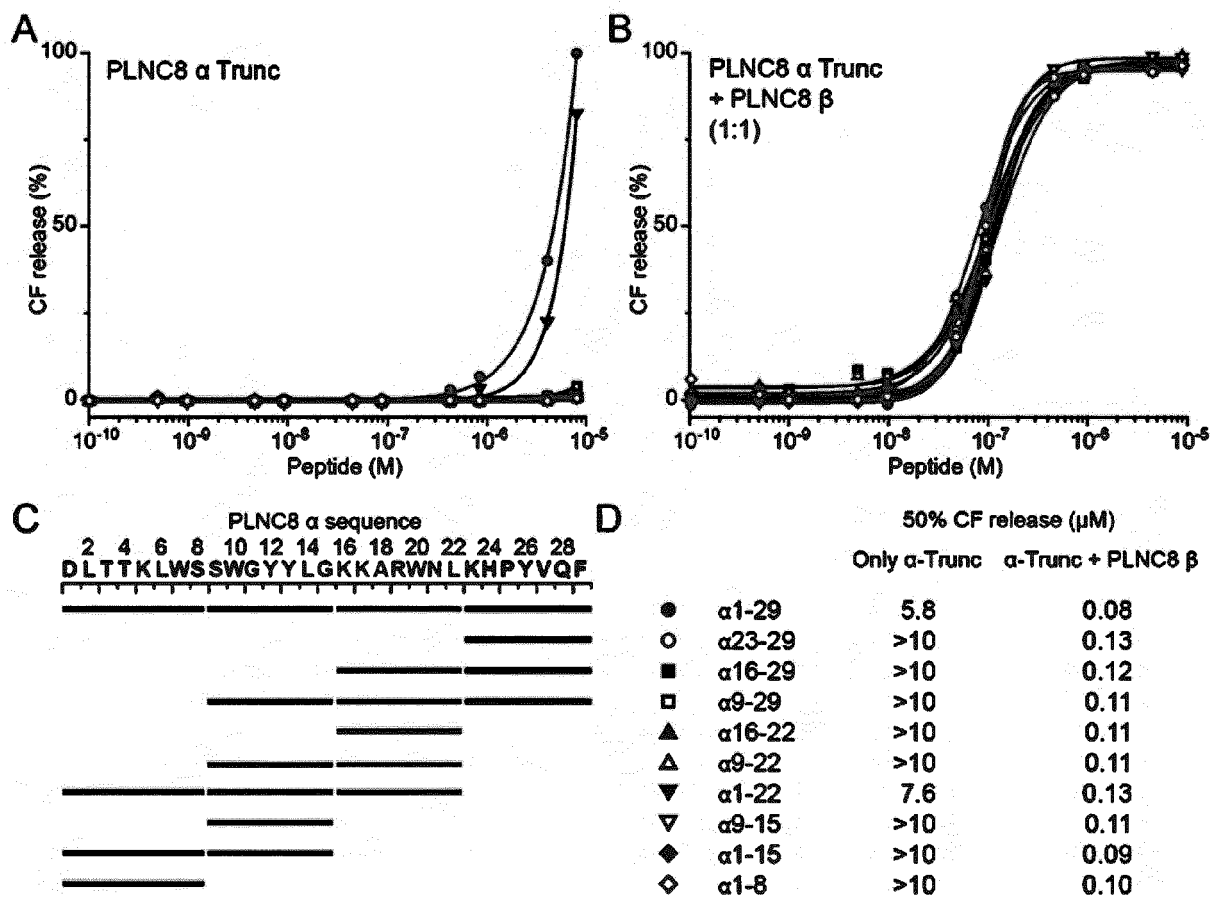 A
PLNC8 α Trunc
100
50
0
CF release (%)
10-10 10-9 10-8 10-7 10-6 10-5
Peptide (M)
B
PLNC8 α Trunc
+ PLNC8 β
(1:1)
100
50
0
CF release (%)
10-10 10-9 10-8 10-7 10-6 10-5
Peptide (M)
C
PLNC8 α sequence
2 4 6 8 10 12 14 16 18 20 22 24 26 28
DLTTKLWSSWGYYLGKKARWNLKHPYVQF
D
50% CF release (µM)
Only α-Trunc α-Trunc + PLNC8 β
α1-29 5.8 0.08
α23-29 >10 0.13
α16-29 >10 0.12
α9-29 >10 0.11
α16-22 >10 0.11
α9-22 >10 0.11
α1-22 7.6 0.13
α9-15 >10 0.11
α1-15 >10 0.09
α1-8 >10 0.10